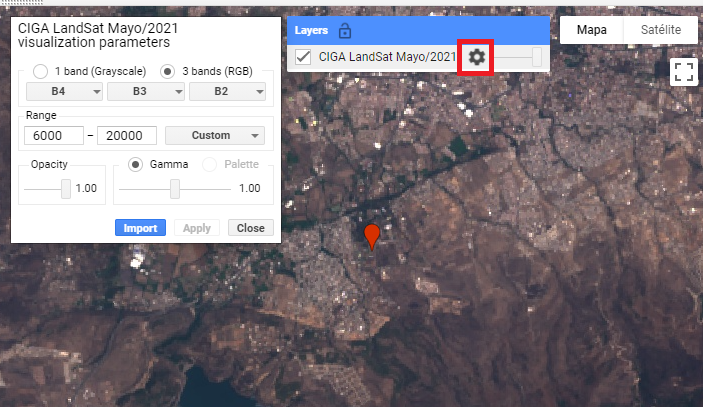 CIGA LandSat Mayo/2021
visualization parameters
1 band (Grayscale) 3 bands (RGB)
B4 B3 B2
Range
6000 – 20000 Custom
Opacity Gamma Palette
1.00 1.00
Import Apply Close
Layers
CIGA LandSat Mayo/2021
Mapa Satélite